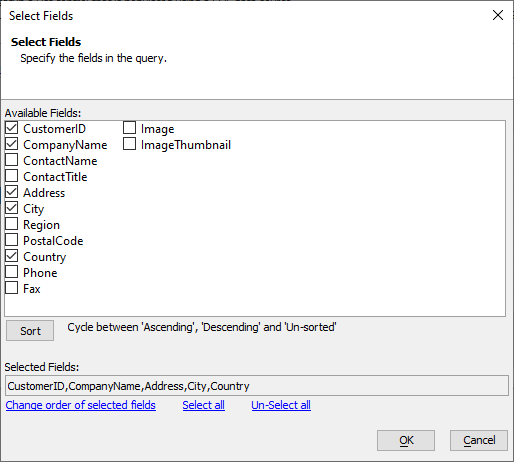 Select Fields
Select Fields
Specify the fields in the query.
Available Fields:
CustomerID
CompanyName
ContactName
ContactTitle
Address
City
Region
PostalCode
Country
Phone
Fax
Image
ImageThumbnail
Sort
Cycle between 'Ascending', 'Descending' and 'Un-sorted'
Selected Fields:
CustomerID,CompanyName,Address,City,Country
Change order of selected fields
Select all
Un-Select all
OK
Cancel